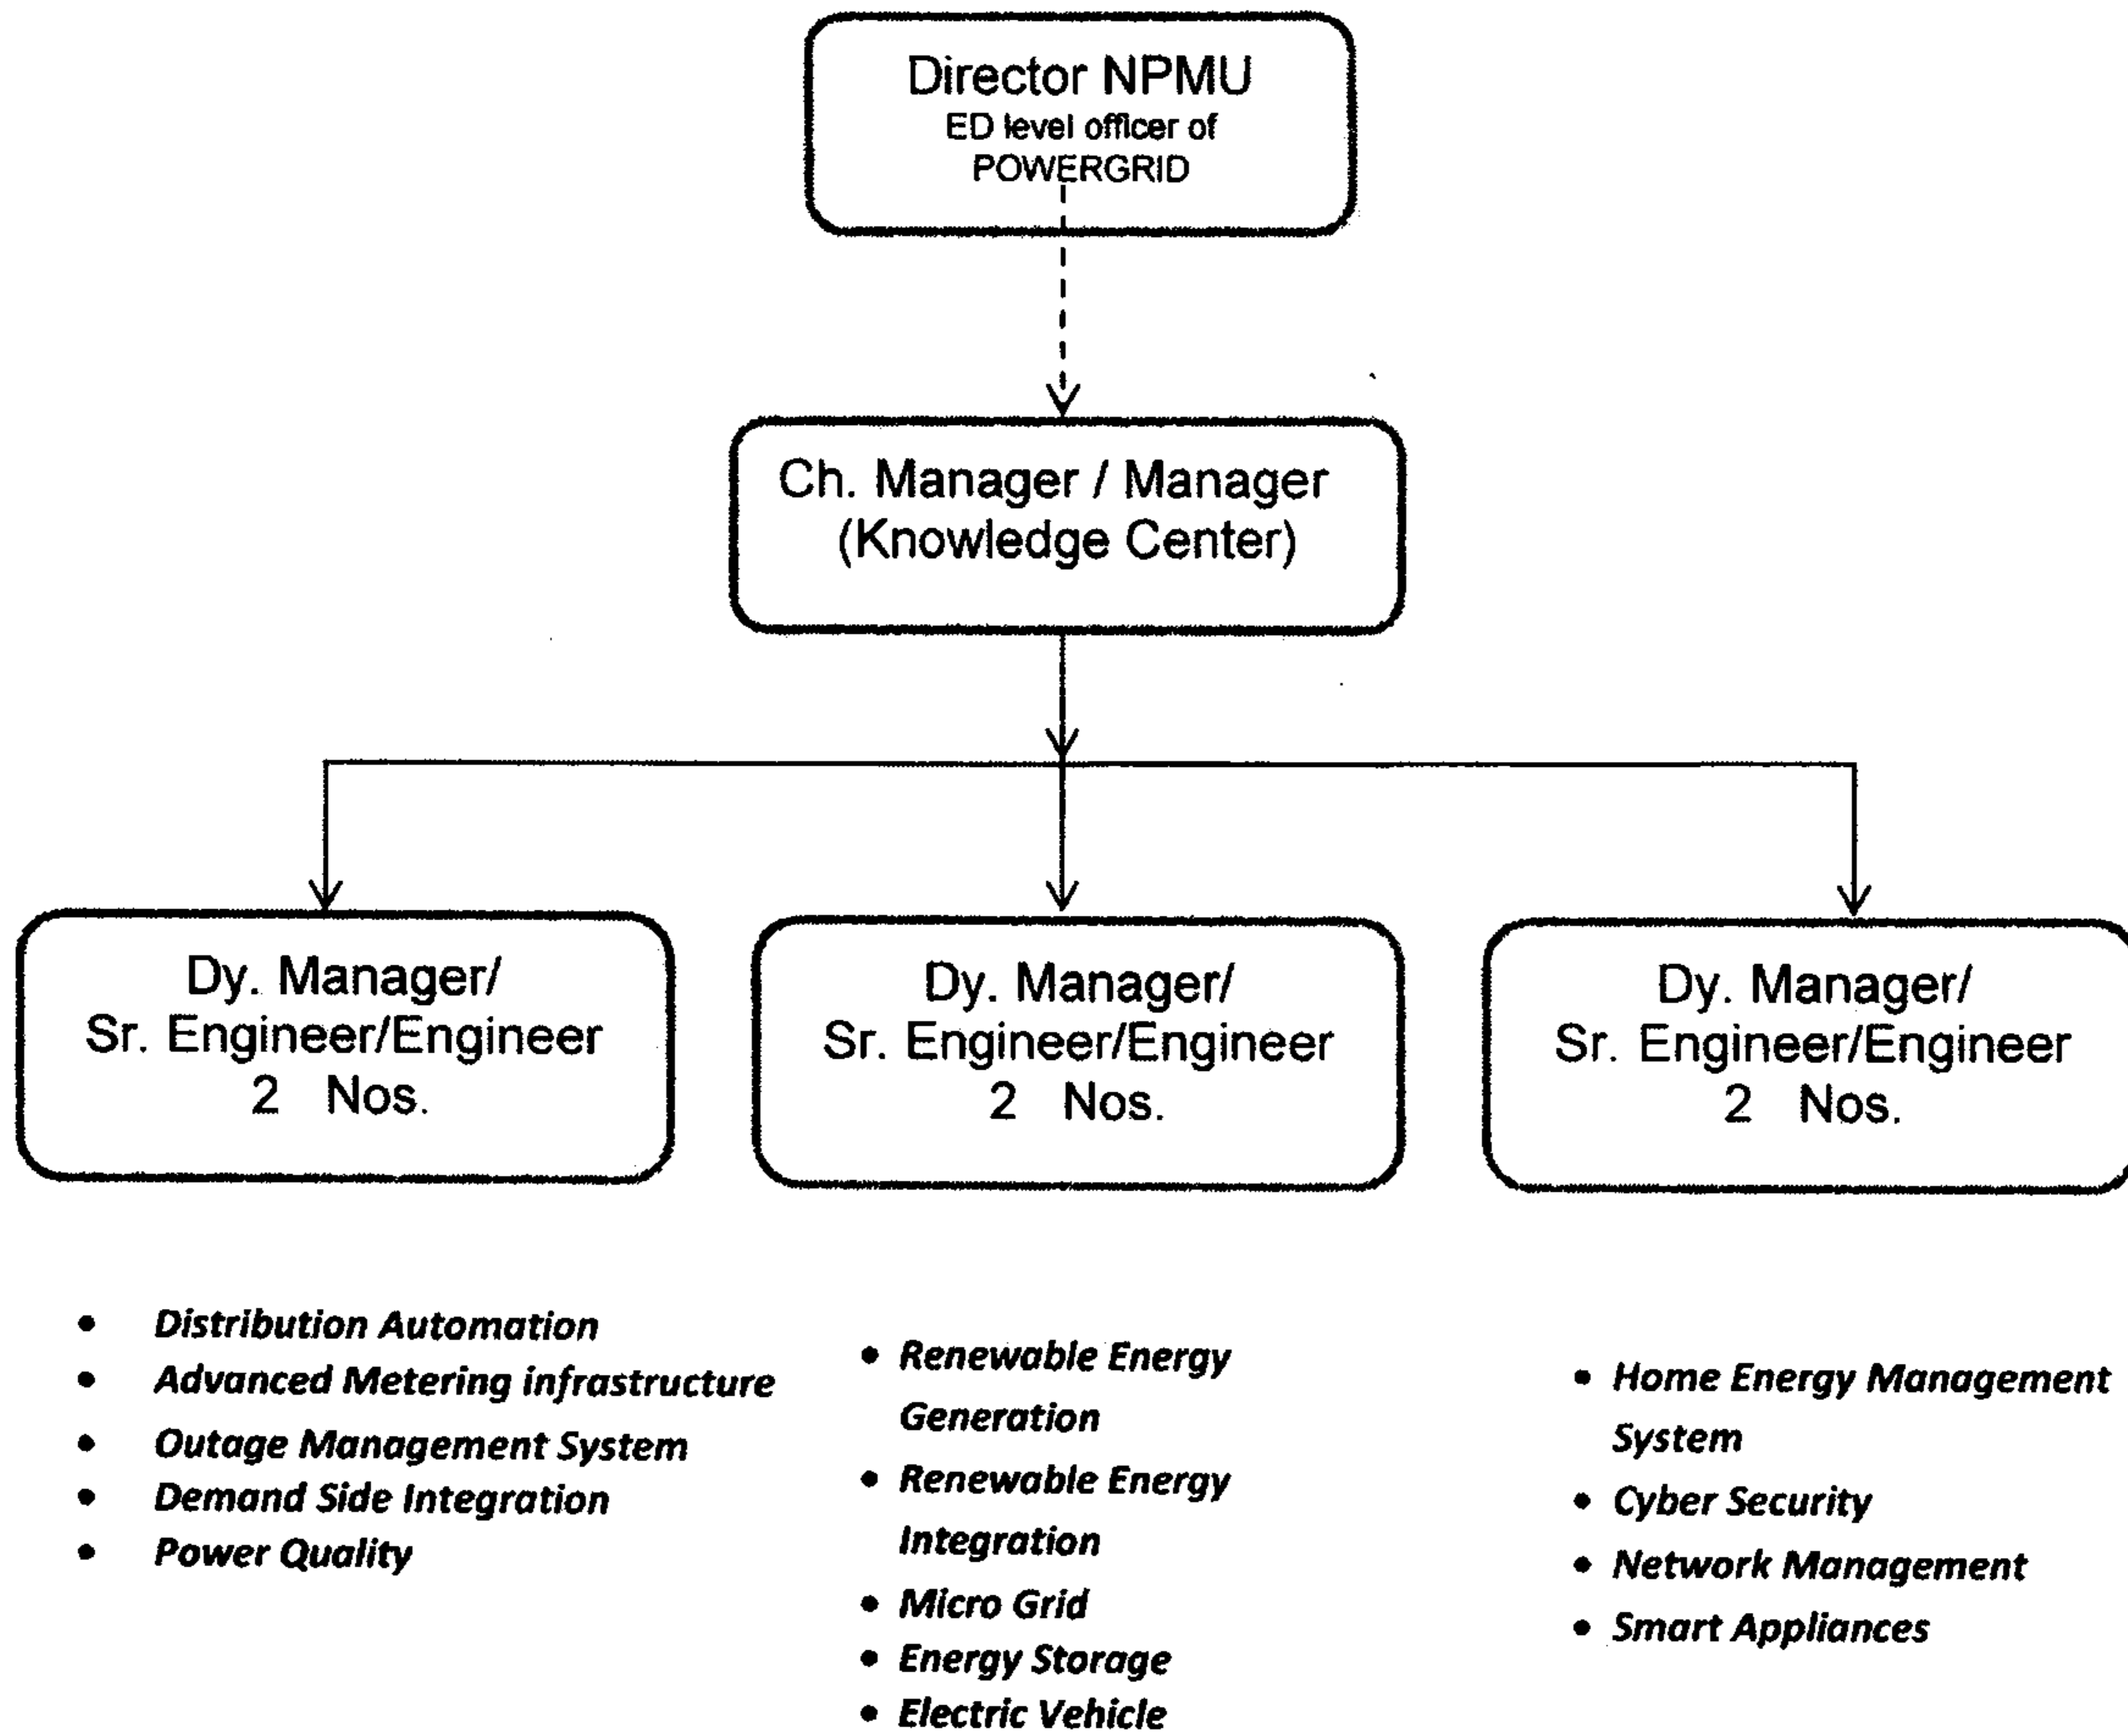 Director NPMU
ED level officer of
POWERGRID
Ch. Manager / Manager
(Knowledge Center)
Dy. Manager/
Sr. Engineer/Engineer
2 Nos.
Dy. Manager/
Sr. Engineer/Engineer
2 Nos.
Dy. Manager/
Sr. Engineer/Engineer
2 Nos.
• Distribution Automation
• Advanced Metering infrastructure
• Outage Management System
• Demand Side Integration
• Power Quality
• Renewable Energy
Generation
• Renewable Energy
Integration
• Micro Grid
• Energy Storage
• Electric Vehicle
• Home Energy Management
System
• Cyber Security
• Network Management
• Smart Appliances